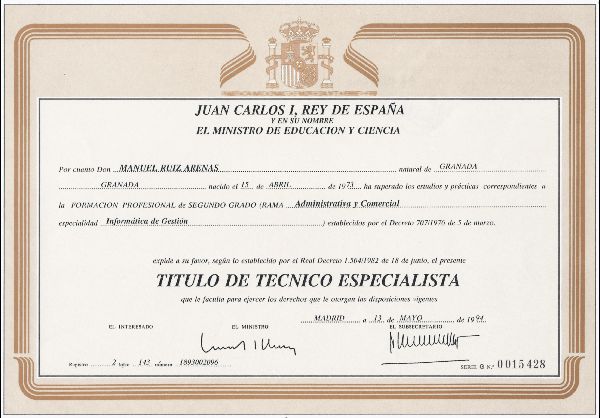 JUAN CARLOS I, REY DE ESPAÑA
Y EN SU NOMBRE
EL MINISTRO DE EDUCACION Y CIENCIA
Por cuanto Don MANUEL RUIZ ARENAS natural de GRANADA
GRANADA nacido el 15 de ABRIL de 1973 ha superado los estudios y prácticas correspondientes a
la FORMACION PROFESIONAL DE SEGUNDO GRADO (RAMA Administrativa y Comercial
especialidad Informática de Gestión ) establecidos por el Decreto 707/1976 de 5 de marzo.
expide a su favor, según lo establecido por el Real Decreto 1.564/1982 de 18 de junio, el presente
TITULO DE TECNICO ESPECIALISTA
que le faculta para ejercer los derechos que le otorgan las disposiciones vigentes
MADRID a 13 de MAYO de 1994
EL INTERESADO EL MINISTRO EL SUBSECRETARIO
Registro 2 folio 142 número 1893002096
SERIE G N.º 0015428